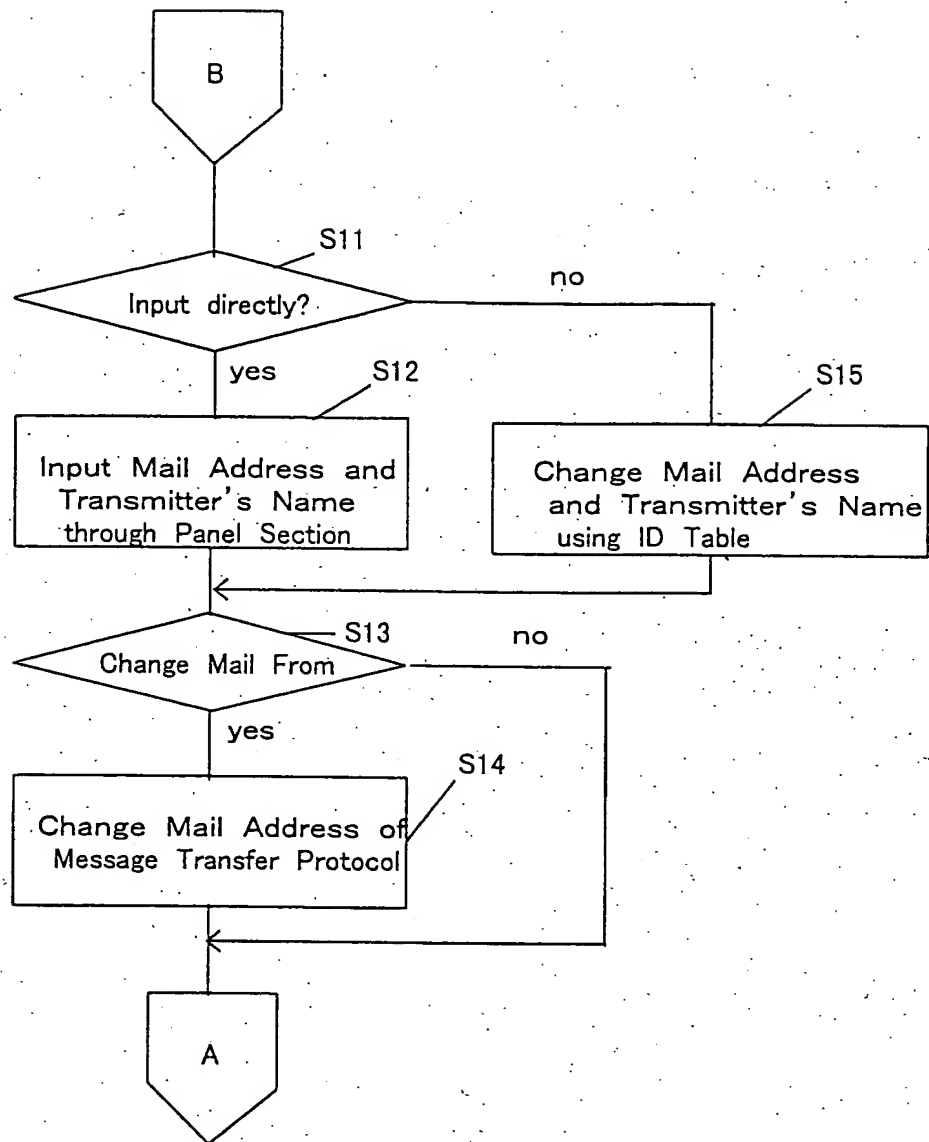 B
S11
Input directly?
no
yes
S12
Input Mail Address and
Transmitter's Name
through Panel Section
S15
Change Mail Address
and Transmitter's Name
using ID Table
S13
Change Mail From
no
yes
S14
Change Mail Address of
Message Transfer Protocol
A